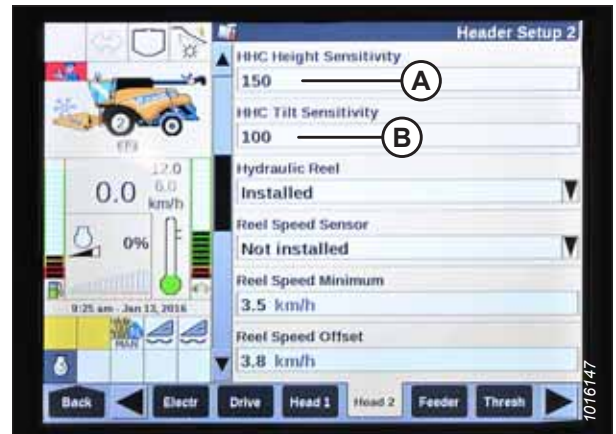 Header Setup 2
HHC Height Sensitivity
150
A
HHC Tilt Sensitivity
100
B
Hydraulic Reel
Installed
Reel Speed Sensor
Not installed
Reel Speed Minimum
3.5 km/h
Reel Speed Offset
3.8 km/h
2
12.0
6.0
0.0 km/h
0%
9:25 am - Jan 13, 2016
MAN
Back
Electr
Drive
Head 1
Head 2
Feeder
Thresh
1016147